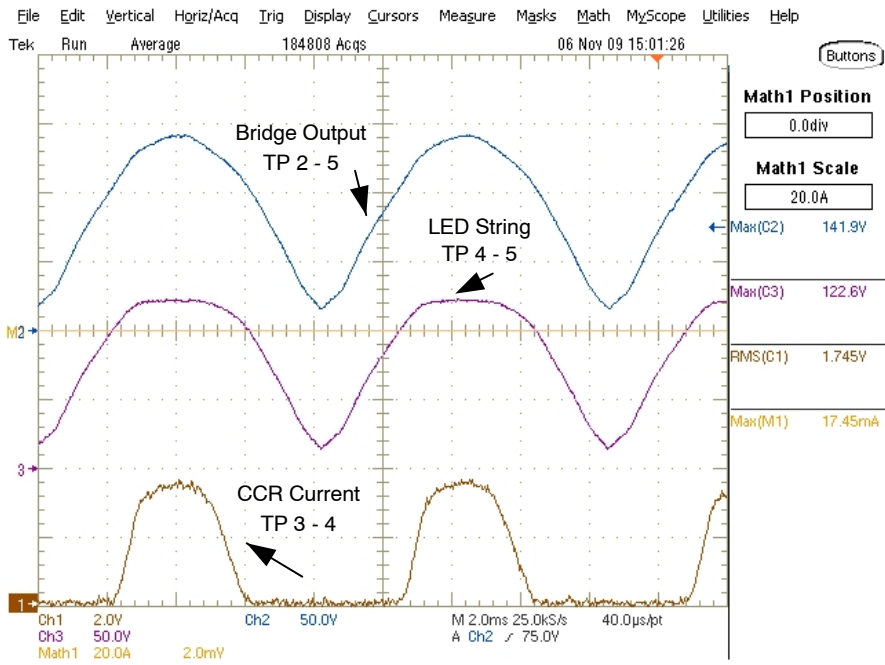 File Edit Vertical Horiz/Acq Trig Display Cursors Measure Masks Math MyScope Utilities Help
Tek Run Average 184808 Acqs 06 Nov 09 15:01:26
Buttons
Math1 Position
0.0div
Math1 Scale
20.0A
Bridge Output
TP 2 - 5
LED String
TP 4 - 5
Max(C2) 141.9V
Max(C3) 122.6V
M2
RMS(C1) 1.745V
Max(M1) 17.45mA
3
CCR Current
TP 3 - 4
1
Ch1 2.0V Ch2 50.0V M 2.0ms 25.0kS/s 40.0µs/pt
Ch3 50.0V A Ch2 ∕ 75.0V
Math1 20.0A 2.0mV